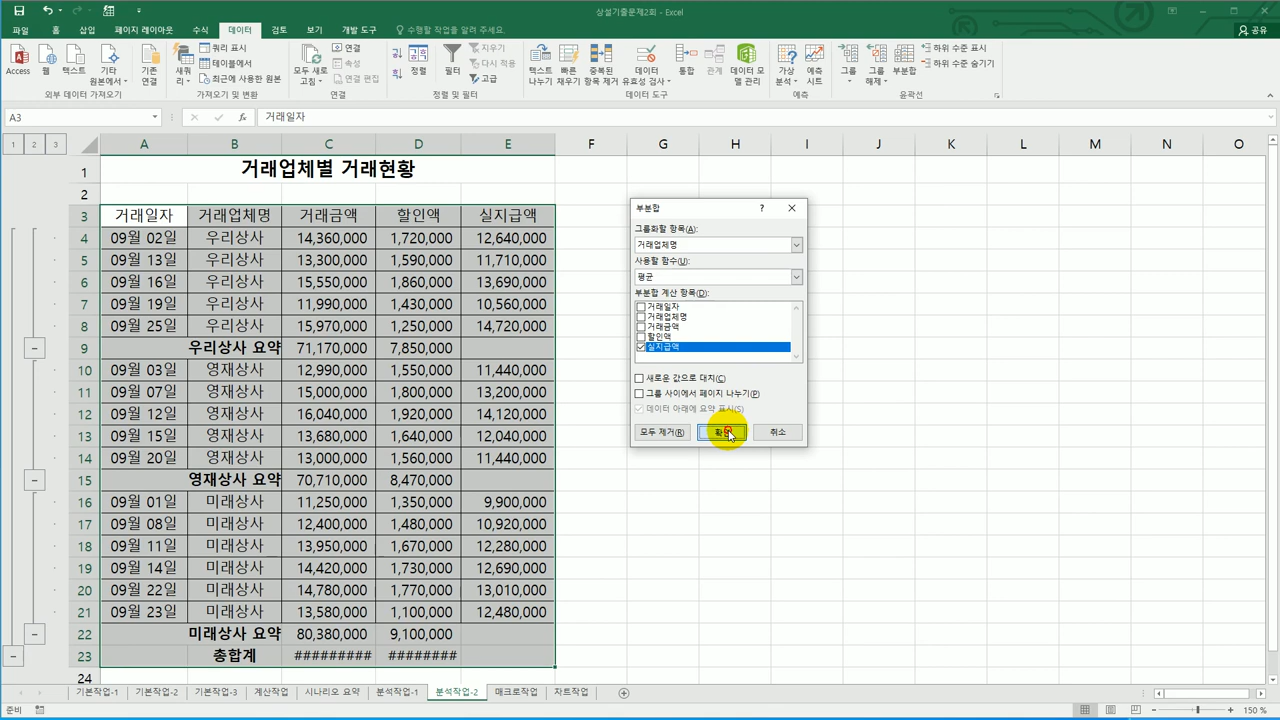 상설기출문제2회 - Excel
파일 홈 삽입 페이지 레이아웃 수식 데이터 검토 보기 개발 도구 수행할 작업을 알려 주세요. 공유
Access 웹 텍스트 기타 원본에서 기존 연결 새 쿼리 쿼리 표시 테이블에서 최근에 사용한 원본 모두 새로 고침 연결 속성 연결 편집 정렬 필터 지우기 다시 적용 고급 텍스트 나누기 빠른 채우기 중복된 항목 제거 데이터 유효성 검사 통합 관계 데이터 모델 관리 가상 분석 예측 시트 그룹 그룹 해제 부분합 하위 수준 표시 하위 수준 숨기기
외부 데이터 가져오기 가져오기 및 변환 연결 정렬 및 필터 데이터 도구 예측 윤곽선
A3 fx 거래일자
1 2 3 A B C D E F G H I J K L M N O
1 거래업체별 거래현황
2
3 거래일자 거래업체명 거래금액 할인액 실지급액
4 09월 02일 우리상사 14,360,000 1,720,000 12,640,000
5 09월 13일 우리상사 13,300,000 1,590,000 11,710,000
6 09월 16일 우리상사 15,550,000 1,860,000 13,690,000
7 09월 19일 우리상사 11,990,000 1,430,000 10,560,000
8 09월 25일 우리상사 15,970,000 1,250,000 14,720,000
9 우리상사 요약 71,170,000 7,850,000
10 09월 03일 영재상사 12,990,000 1,550,000 11,440,000
11 09월 07일 영재상사 15,000,000 1,800,000 13,200,000
12 09월 12일 영재상사 16,040,000 1,920,000 14,120,000
13 09월 15일 영재상사 13,680,000 1,640,000 12,040,000
14 09월 20일 영재상사 13,000,000 1,560,000 11,440,000
15 영재상사 요약 70,710,000 8,470,000
16 09월 01일 미래상사 11,250,000 1,350,000 9,900,000
17 09월 08일 미래상사 12,400,000 1,480,000 10,920,000
18 09월 11일 미래상사 13,950,000 1,670,000 12,280,000
19 09월 14일 미래상사 14,420,000 1,730,000 12,690,000
20 09월 22일 미래상사 14,780,000 1,770,000 13,010,000
21 09월 23일 미래상사 13,580,000 1,100,000 12,480,000
22 미래상사 요약 80,380,000 9,100,000
23 총합계 ######### ########
24
부분합 ?
그룹화할 항목(A):
거래업체명
사용할 함수(U):
평균
부분합 계산 항목(D):
거래일자
거래업체명
거래금액
할인액
실지급액
새로운 값으로 대치(C)
그룹 사이에서 페이지 나누기(P)
데이터 아래에 요약 표시(S)
모두 제거(R) 확인 취소
기본작업-1 기본작업-2 기본작업-3 계산작업 시나리오 요약 분석작업-1 분석작업-2 매크로작업 차트작업
준비 150 %